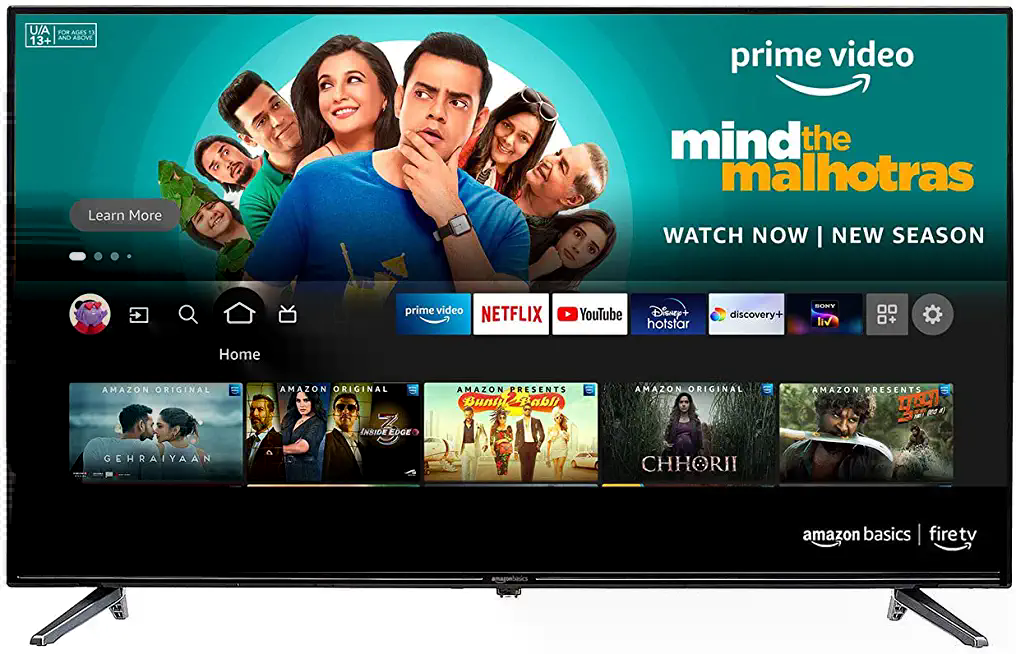 U/A
13+
FOR AGES 13
AND ABOVE
prime video
mind the
malhotras
WATCH NOW | NEW SEASON
Learn More
prime video
NETFLIX
YouTube
Disney+
hotstar
discovery+
SONY
liv
Home
AMAZON ORIGINAL
GEHRAIYAAN
AMAZON ORIGINAL
3
INSIDE EDGE
AMAZON PRESENTS
Bunty 2 Babli
AMAZON ORIGINAL
CHHORII
AMAZON PRESENTS
पुष्पा
amazon basics | fire tv
amazonbasics